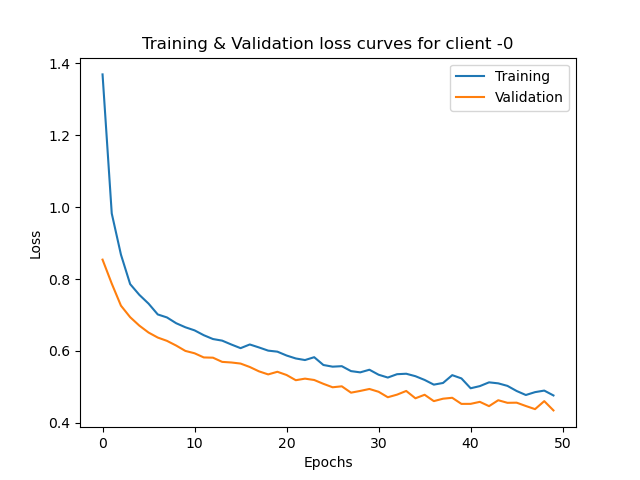 Training & Validation loss curves for client -0
Training
Validation
1.4
1.2
1.0
0.8
0.6
0.4
Loss
0
10
20
30
40
50
Epochs